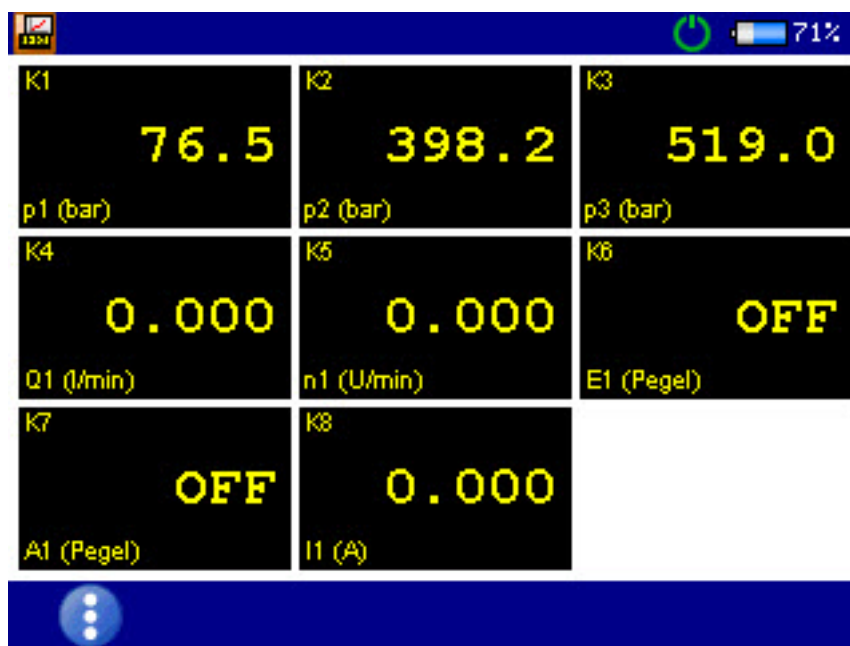 71%
K1
76.5
p1 (bar)
K2
398.2
p2 (bar)
K3
519.0
p3 (bar)
K4
0.000
Q1 (l/min)
K5
0.000
n1 (U/min)
K6
OFF
E1 (Pegel)
K7
OFF
A1 (Pegel)
K8
0.000
I1 (A)